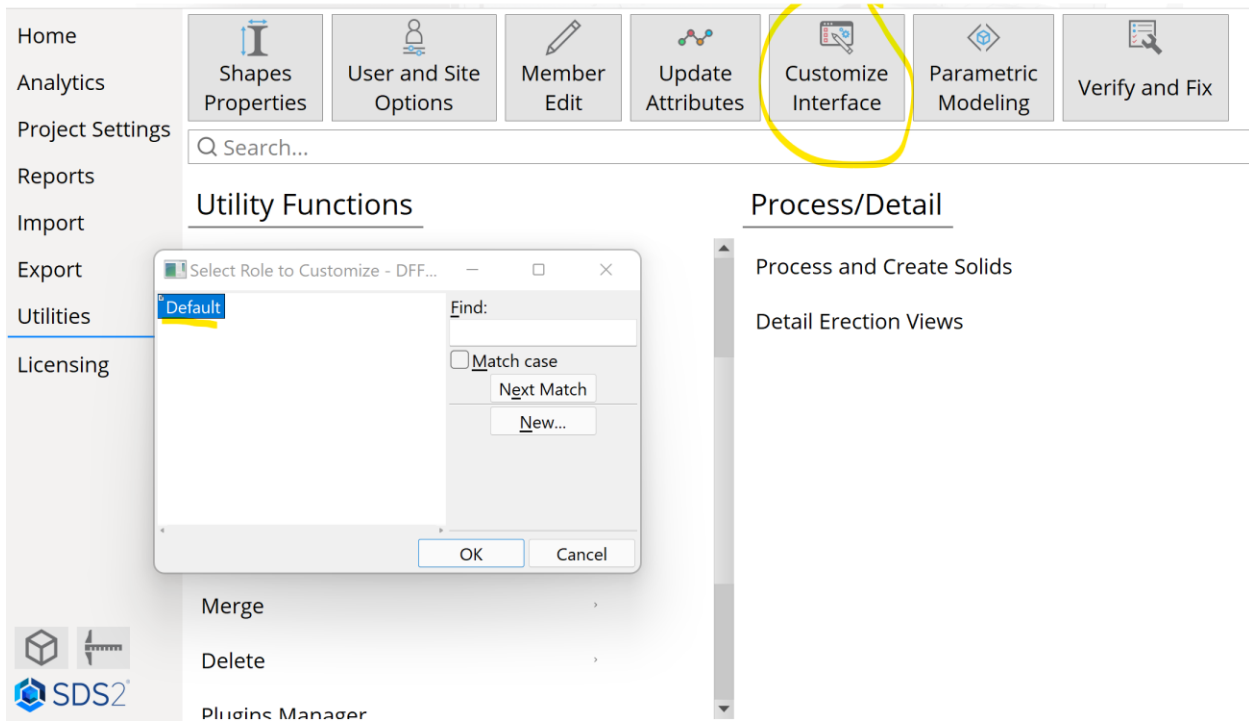 Home
Analytics
Project Settings
Reports
Import
Export
Utilities
Licensing
Shapes
Properties
User and Site
Options
Member
Edit
Update
Attributes
Customize
Interface
Parametric
Modeling
Verify and Fix
Search...
Utility Functions
Process/Detail
Process and Create Solids
Detail Erection Views
Select Role to Customize - DFF...
Default
Find:
Match case
Next Match
New...
OK
Cancel
Merge
Delete
Plugins Manager
SDS2